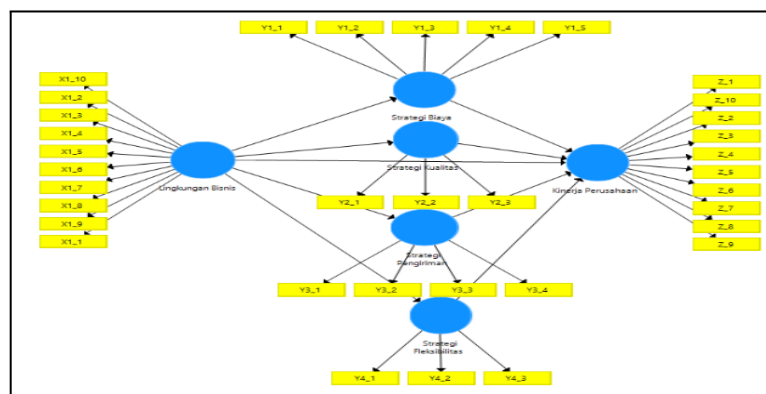 Y1_1
Y1_2
Y1_3
Y1_4
Y1_5
X1_10
X1_2
X1_3
X1_4
X1_5
X1_6
X1_7
X1_8
X1_9
X1_1
Lingkungan Bisnis
Strategi Biaya
Strategi Kualitas
Y2_1
Y2_2
Y2_3
Strategi
Pengiriman
Y3_1
Y3_2
Y3_3
Y3_4
Strategi
Fleksibilitas
Y4_1
Y4_2
Y4_3
Kinerja Perusahaan
Z_1
Z_10
Z_2
Z_3
Z_4
Z_5
Z_6
Z_7
Z_8
Z_9